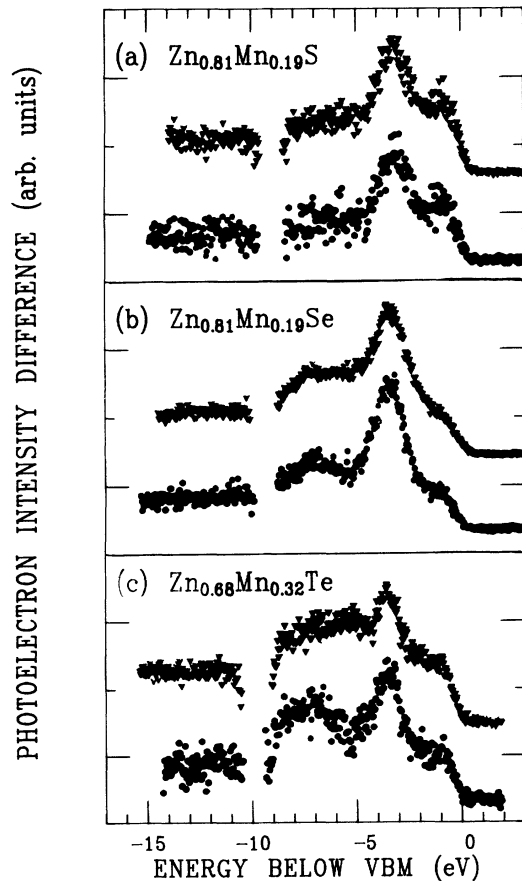 PHOTOELECTRON INTENSITY DIFFERENCE (arb. units)
(a) Zn0.81Mn0.19S
(b) Zn0.81Mn0.19Se
(c) Zn0.68Mn0.32Te
-15 -10 -5 0
ENERGY BELOW VBM (eV)